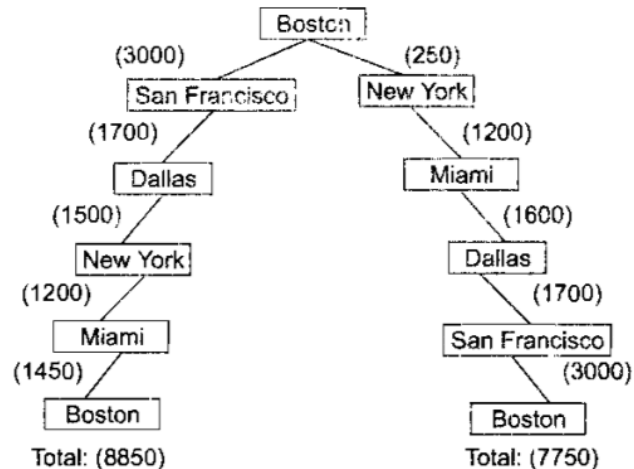 Boston
(3000)
(250)
San Francisco
New York
(1700)
(1200)
Dallas
Miami
(1500)
(1600)
New York
Dallas
(1200)
(1700)
Miami
San Francisco
(1450)
(3000)
Boston
Boston
Total: (8850)
Total: (7750)